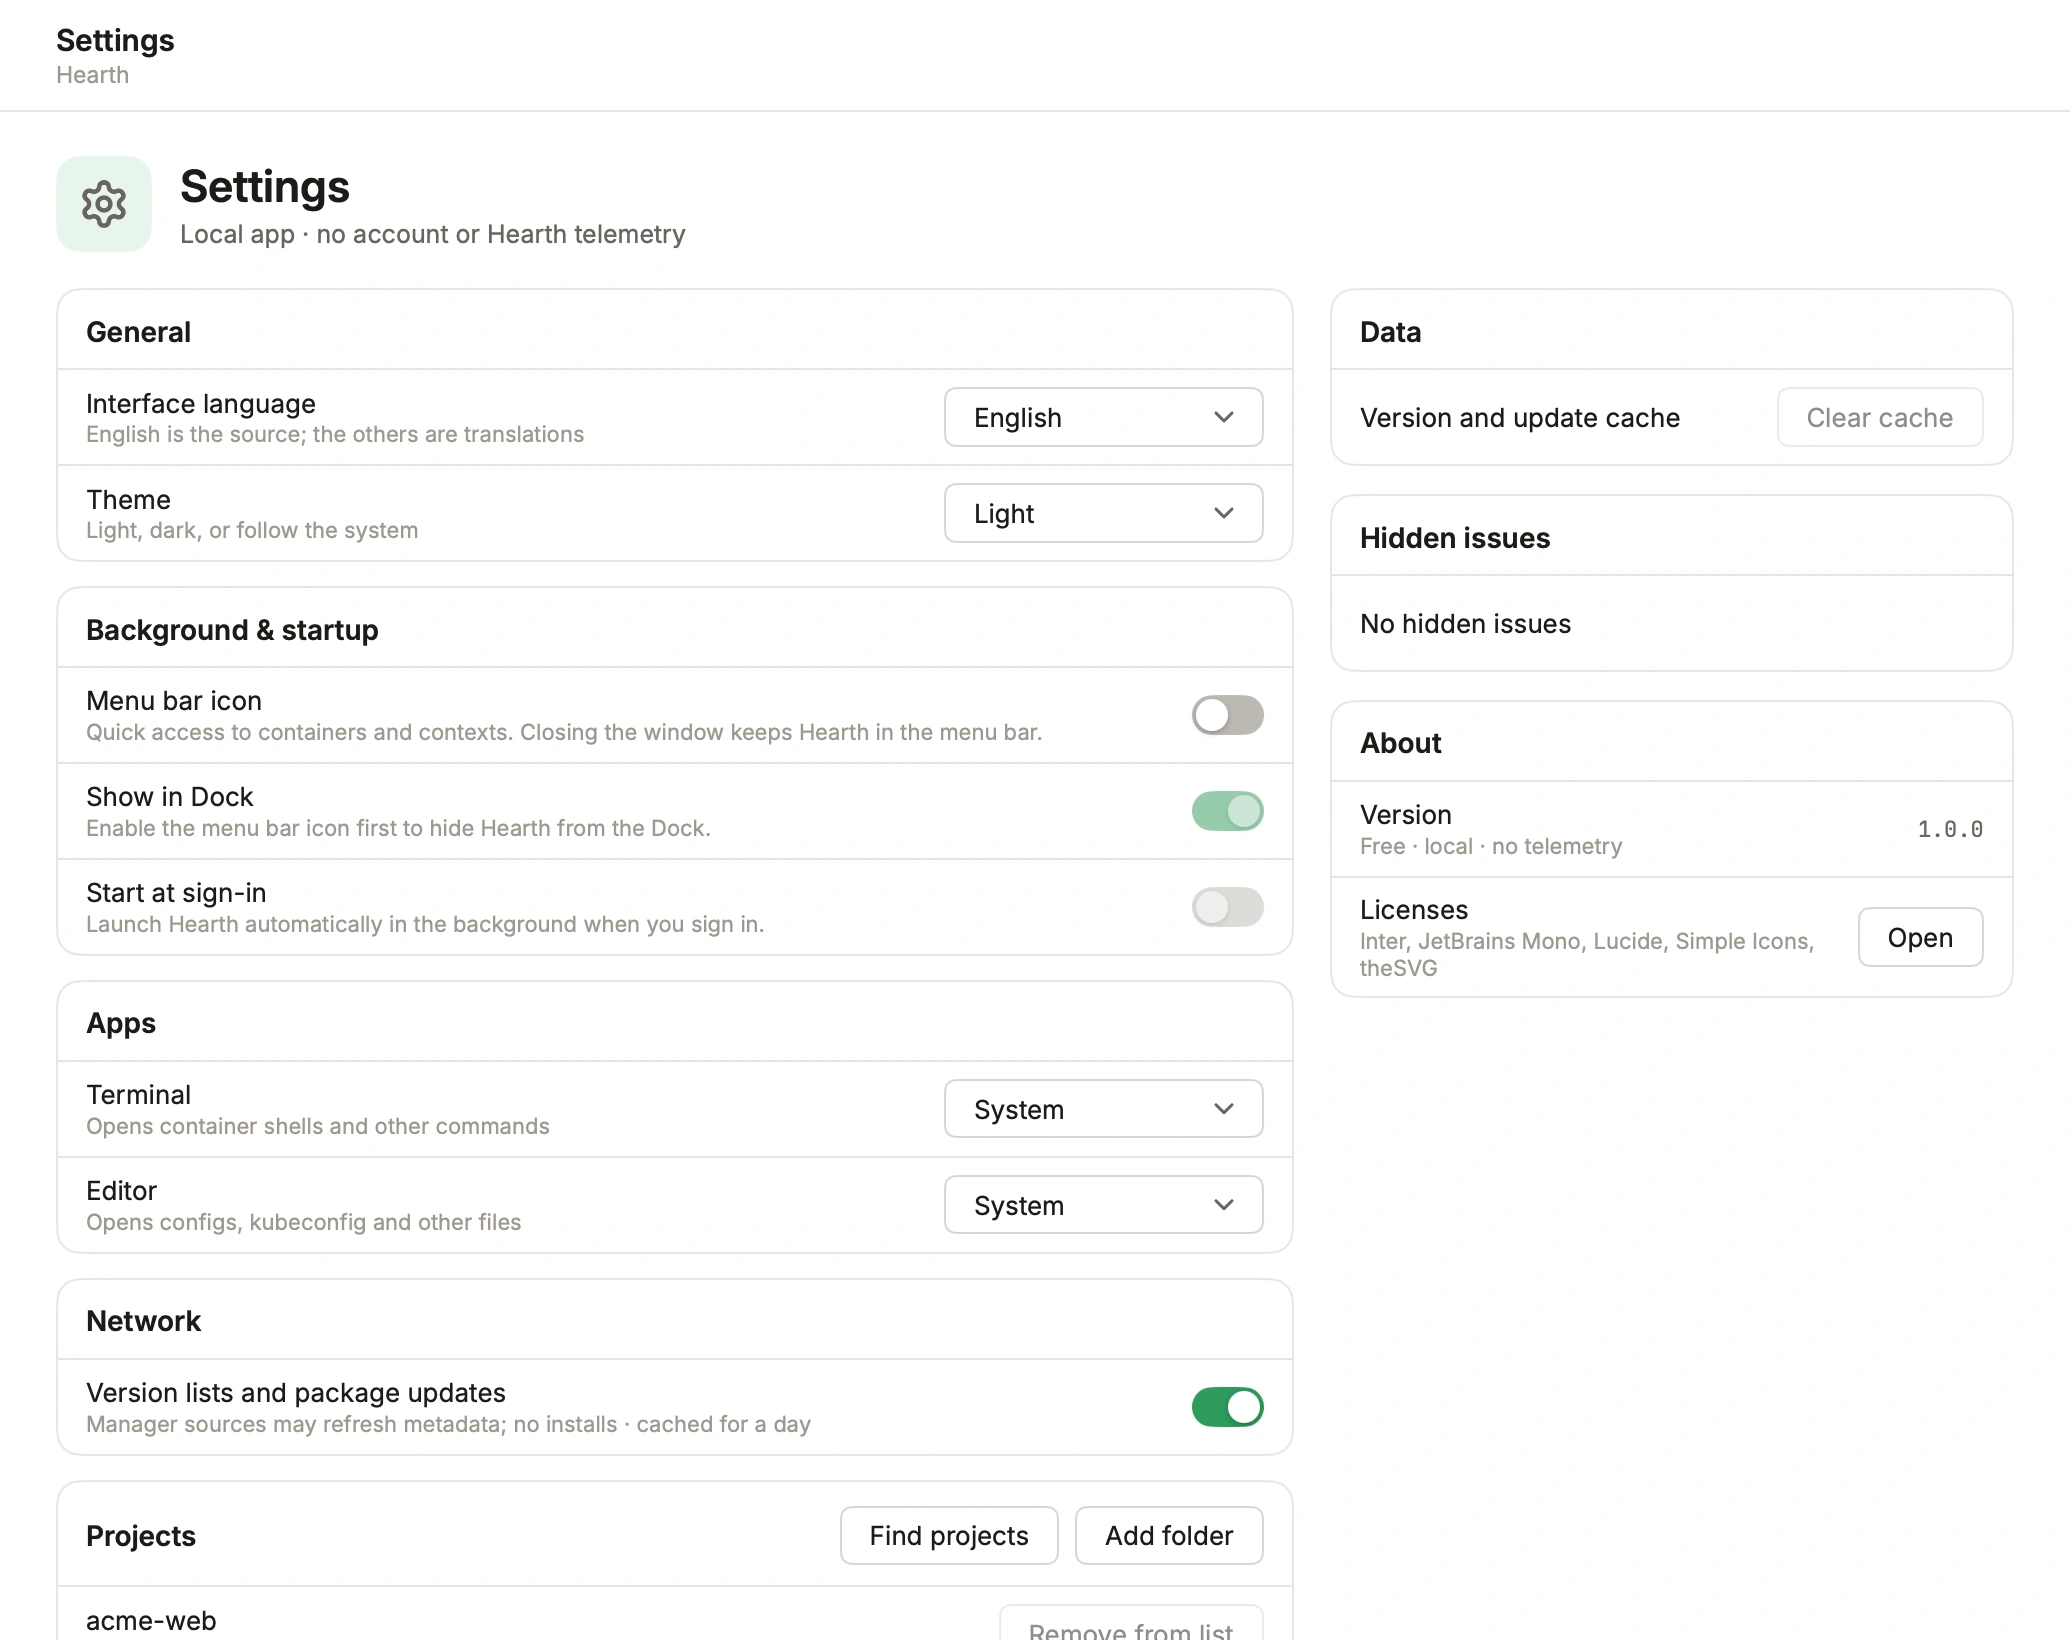 Settings
Hearth
Settings
Local app · no account or Hearth telemetry
General
Interface language
English is the source; the others are translations
English
Theme
Light, dark, or follow the system
Light
Background & startup
Menu bar icon
Quick access to containers and contexts. Closing the window keeps Hearth in the menu bar.
Show in Dock
Enable the menu bar icon first to hide Hearth from the Dock.
Start at sign-in
Launch Hearth automatically in the background when you sign in.
Apps
Terminal
Opens container shells and other commands
System
Editor
Opens configs, kubeconfig and other files
System
Network
Version lists and package updates
Manager sources may refresh metadata; no installs · cached for a day
Projects
Find projects
Add folder
acme-web
Remove from list
Data
Version and update cache
Clear cache
Hidden issues
No hidden issues
About
Version
Free · local · no telemetry
1.0.0
Licenses
Inter, JetBrains Mono, Lucide, Simple Icons,
theSVG
Open